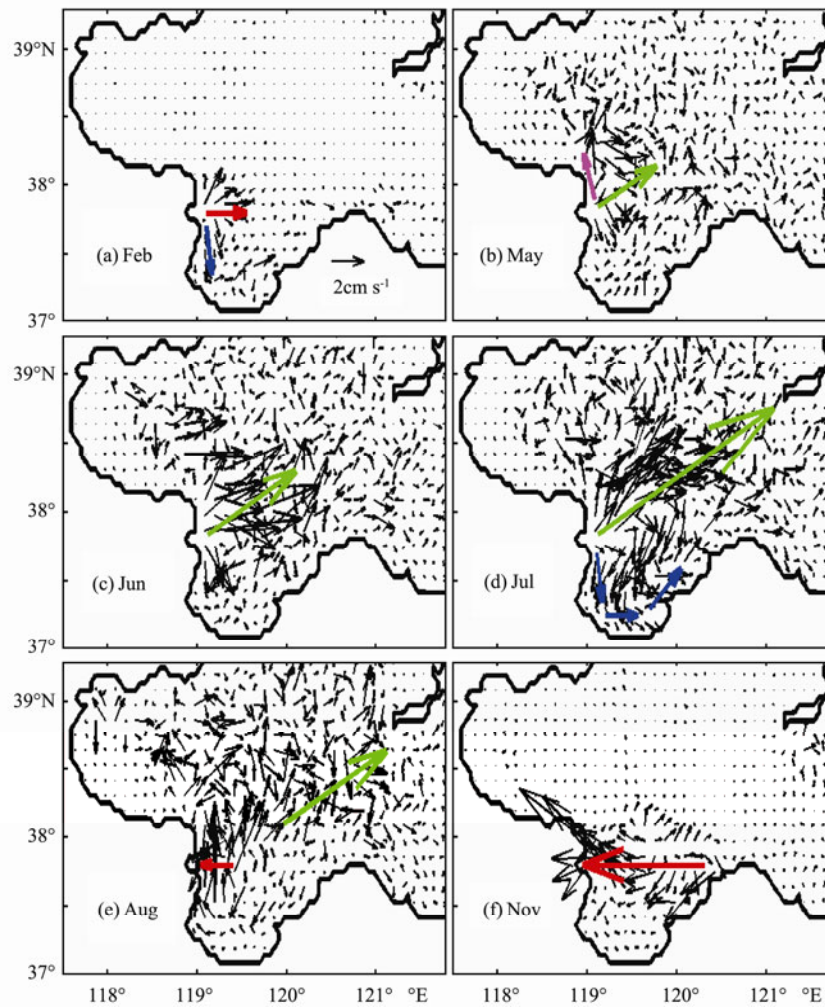 39°N
38°
37°
(a) Feb
2cm s⁻¹
(b) May
39°N
38°
37°
(c) Jun
(d) Jul
39°N
38°
37°
(e) Aug
(f) Nov
118° 119° 120° 121° °E 118° 119° 120° 121° °E